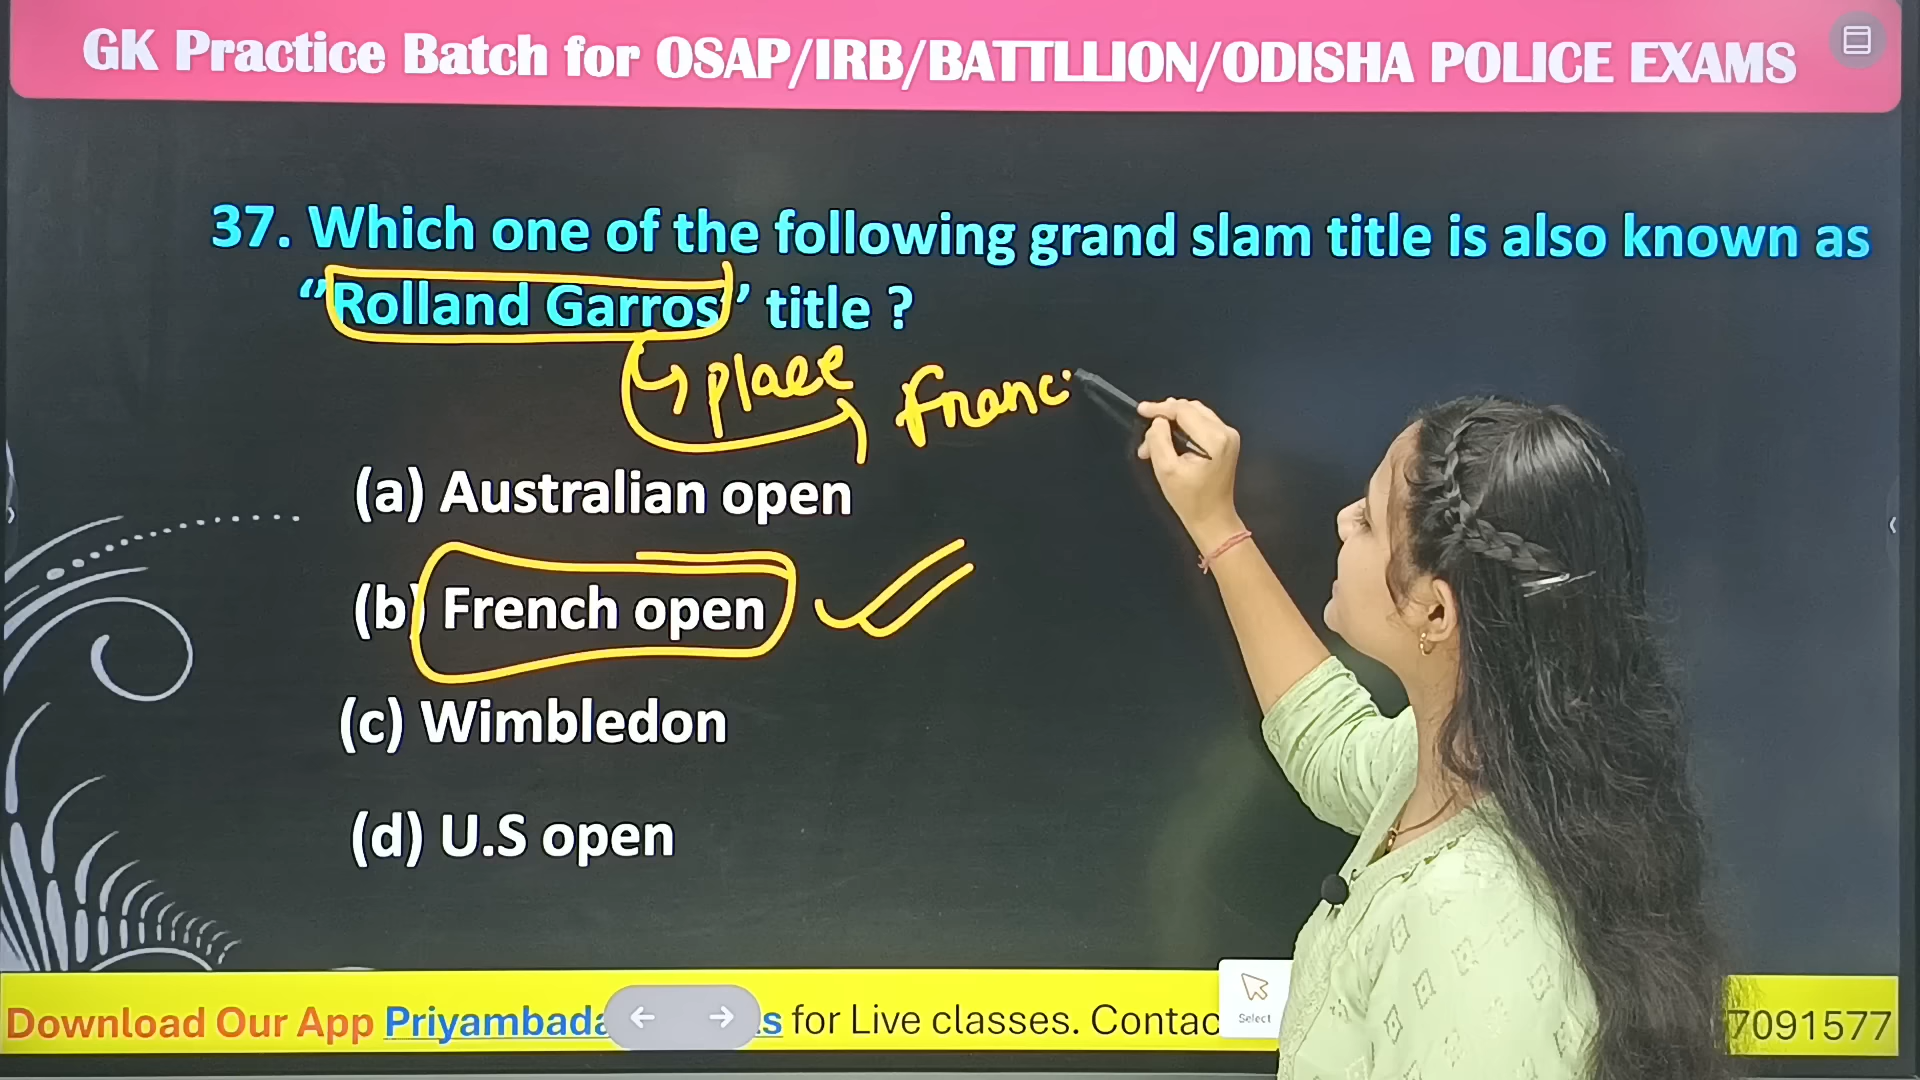 GK Practice Batch for OSAP/IRB/BATTLLION/ODISHA POLICE EXAMS
37. Which one of the following grand slam title is also known as
“Rolland Garros’’ title ?
place Franc
(a) Australian open
(b) French open
(c) Wimbledon
(d) U.S open
Download Our App Priyambada s for Live classes. Contac 7091577
Select